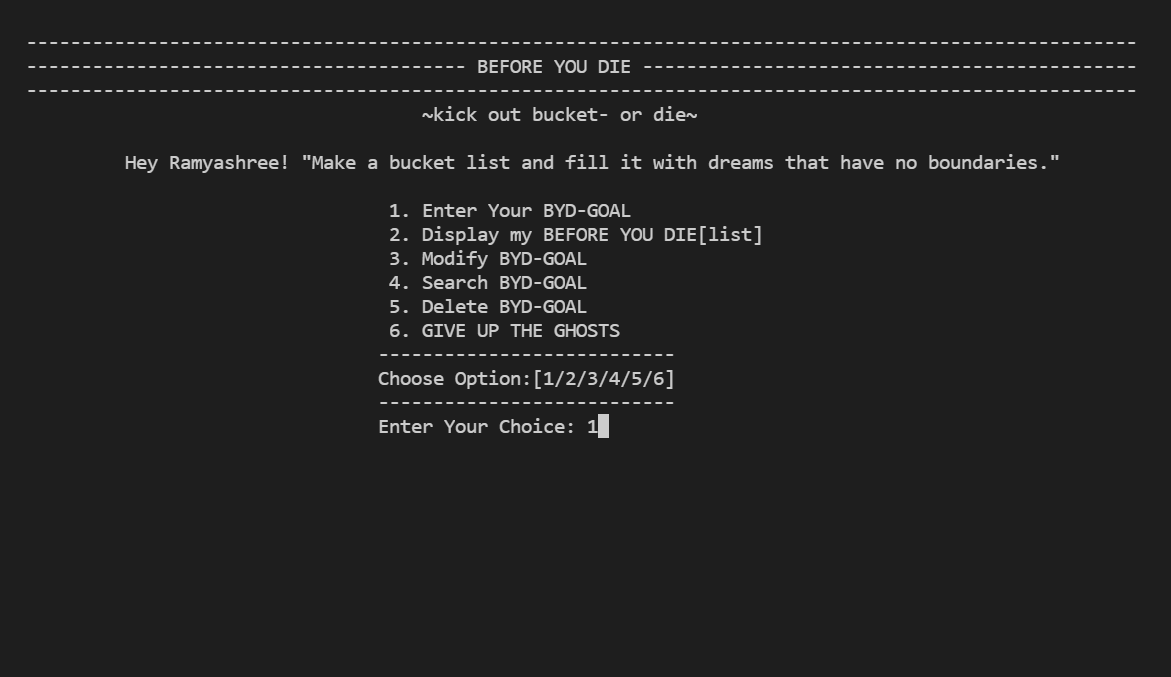 -----------------------------------------------------------------------------------------------------
---------------------------------------- BEFORE YOU DIE ---------------------------------------------
-----------------------------------------------------------------------------------------------------
~kick out bucket- or die~
Hey Ramyashree! "Make a bucket list and fill it with dreams that have no boundaries."
1. Enter Your BYD-GOAL
2. Display my BEFORE YOU DIE[list]
3. Modify BYD-GOAL
4. Search BYD-GOAL
5. Delete BYD-GOAL
6. GIVE UP THE GHOSTS
---------------------------
Choose Option:[1/2/3/4/5/6]
---------------------------
Enter Your Choice: 1